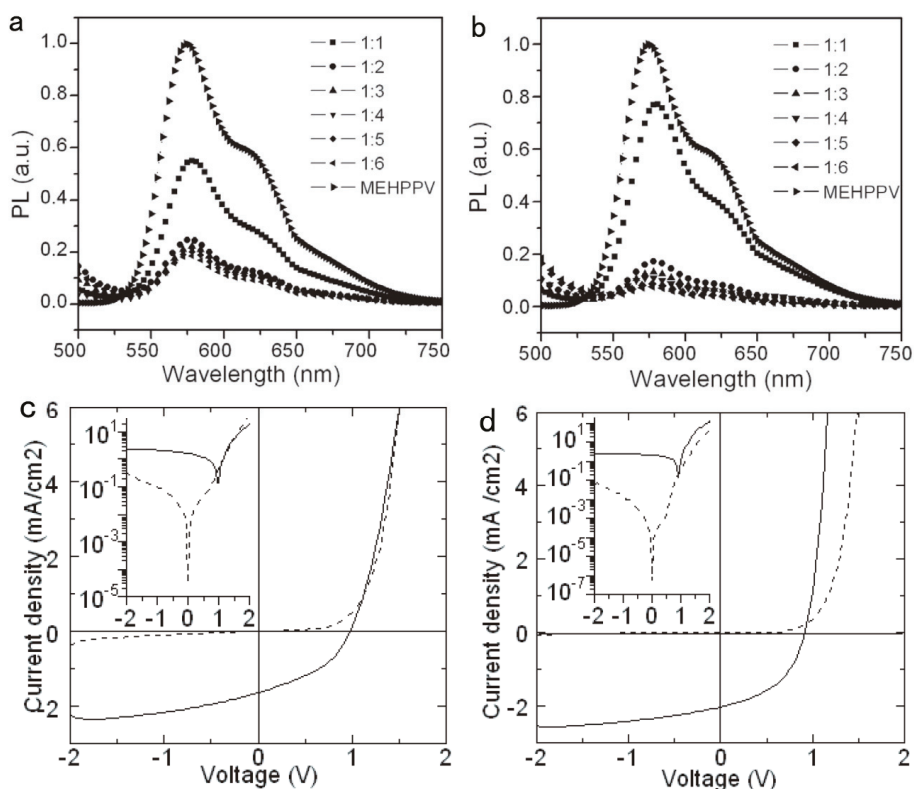 a
1.0
0.8
0.6
0.4
0.2
0.0
PL (a.u.)
1:1
1:2
1:3
1:4
1:5
1:6
MEHPPV
500 550 600 650 700 750
Wavelength (nm)
b
1.0
0.8
0.6
0.4
0.2
0.0
PL (a.u.)
1:1
1:2
1:3
1:4
1:5
1:6
MEHPPV
500 550 600 650 700 750
Wavelength (nm)
c
6
4
2
0
-2
Current density (mA/cm2)
10^1
10^-1
10^-3
10^-5
-2 -1 0 1 2
-2 -1 0 1 2
Voltage (V)
d
6
4
2
0
-2
Current density (mA /cm2)
10^1
10^-1
10^-3
10^-5
10^-7
-2 -1 0 1 2
-2 -1 0 1 2
Voltage (V)